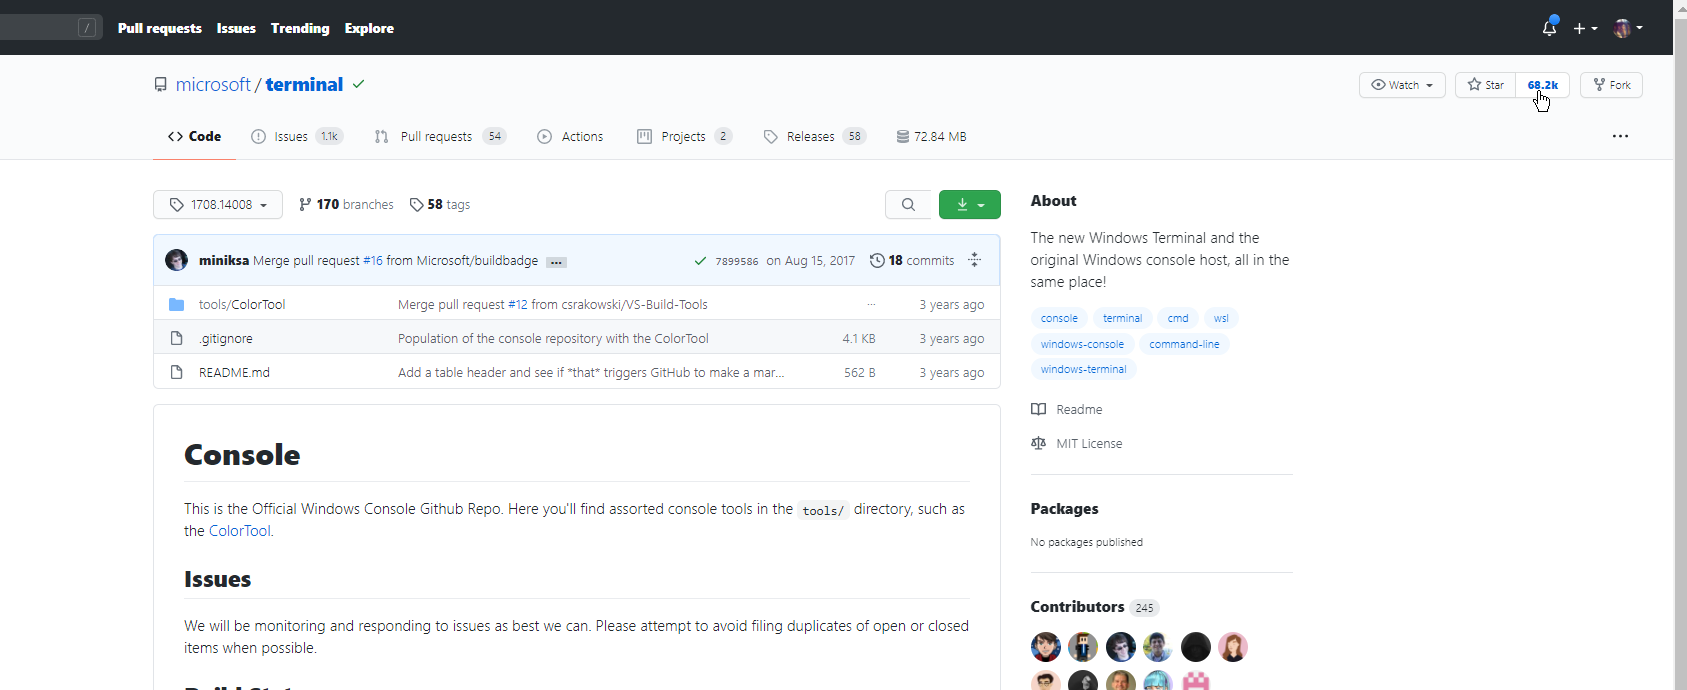 / Pull requests Issues Trending Explore
microsoft / terminal
Watch Star 68.2k Fork
<> Code Issues 1.1k Pull requests 54 Actions Projects 2 Releases 58 72.84 MB ...
1708.14008 170 branches 58 tags
miniksa Merge pull request #16 from Microsoft/buildbadge ... 7899586 on Aug 15, 2017 18 commits
tools/ColorTool Merge pull request #12 from csrakowski/VS-Build-Tools ... 3 years ago
.gitignore Population of the console repository with the ColorTool 4.1 KB 3 years ago
README.md Add a table header and see if *that* triggers GitHub to make a mar... 562 B 3 years ago
Console
This is the Official Windows Console Github Repo. Here you'll find assorted console tools in the tools/ directory, such as
the ColorTool.
Issues
We will be monitoring and responding to issues as best we can. Please attempt to avoid filing duplicates of open or closed
items when possible.
About
The new Windows Terminal and the
original Windows console host, all in the
same place!
console terminal cmd wsl
windows-console command-line
windows-terminal
Readme
MIT License
Packages
No packages published
Contributors 245